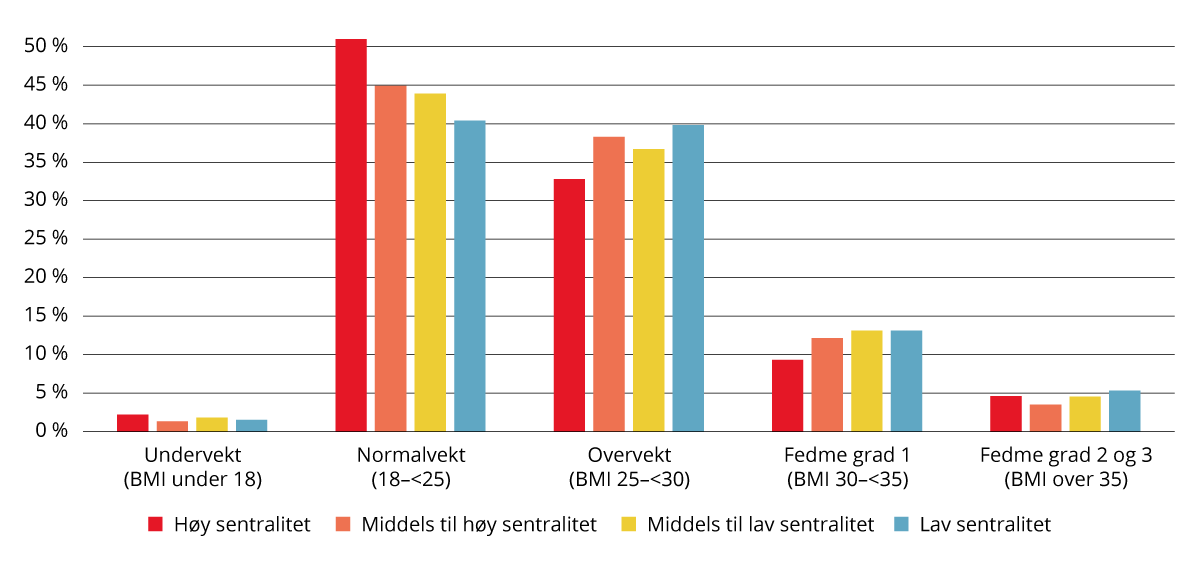 50 %
45 %
40 %
35 %
30 %
25 %
20 %
15 %
10 %
5 %
0 %
Undervekt
(BMI under 18)
Normalvekt
(18–<25)
Overvekt
(BMI 25–<30)
Fedme grad 1
(BMI 30–<35)
Fedme grad 2 og 3
(BMI over 35)
Høy sentralitet
Middels til høy sentralitet
Middels til lav sentralitet
Lav sentralitet